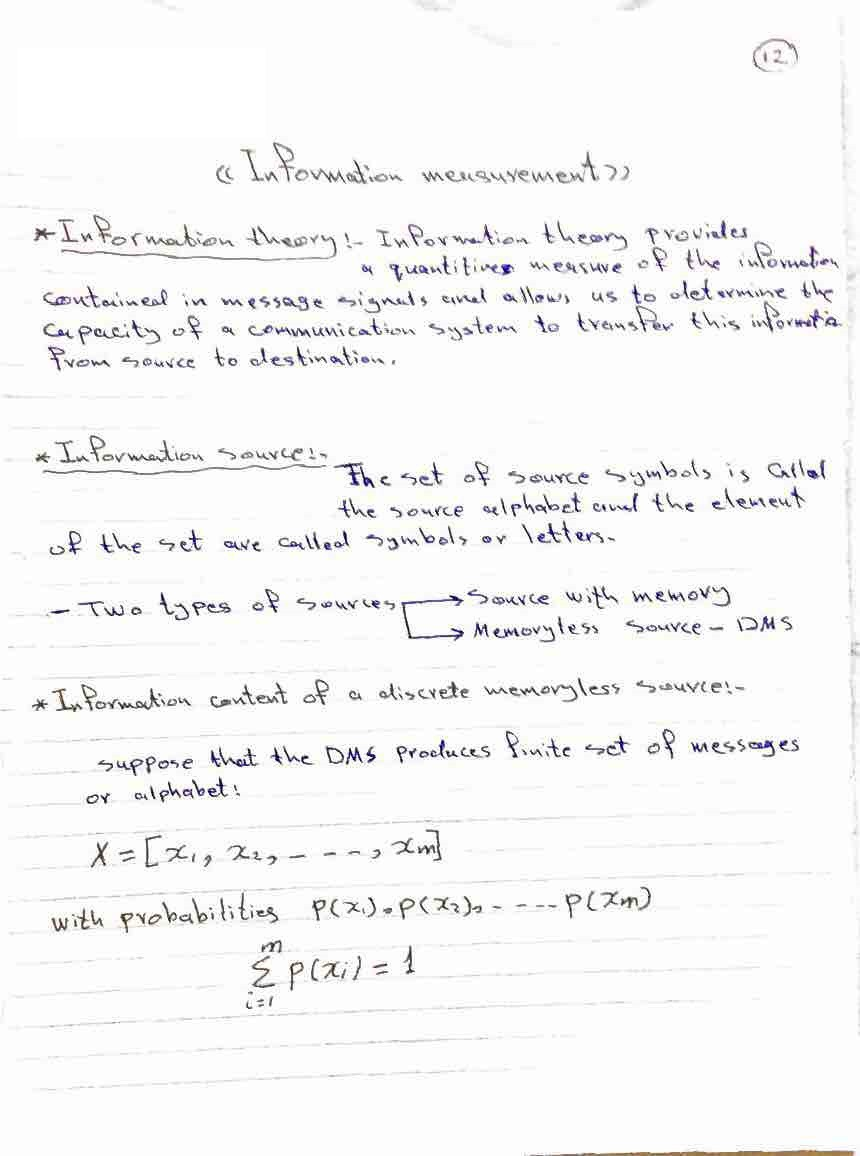 12
<< Information measurement >>
* Information theory :- Information theory provides
a quantitive measure of the information
contained in message signals and allows us to determine the
capacity of a communication system to transfer this informatio
from source to destination.
* Information source :-
The set of source symbols is called
the source alphabet and the element
of the set are called symbols or letters.
- Two types of sources → Source with memory
→ Memoryless source - DMS
* Information content of a discrete memoryless source :-
suppose that the DMS produces finite set of messages
or alphabet :
X = [x₁, x₂, - - - -, xm]
with probabilities p(x₁), p(x₂), - ---- p(xm)
m
Σ p(xi) = 1
i=1